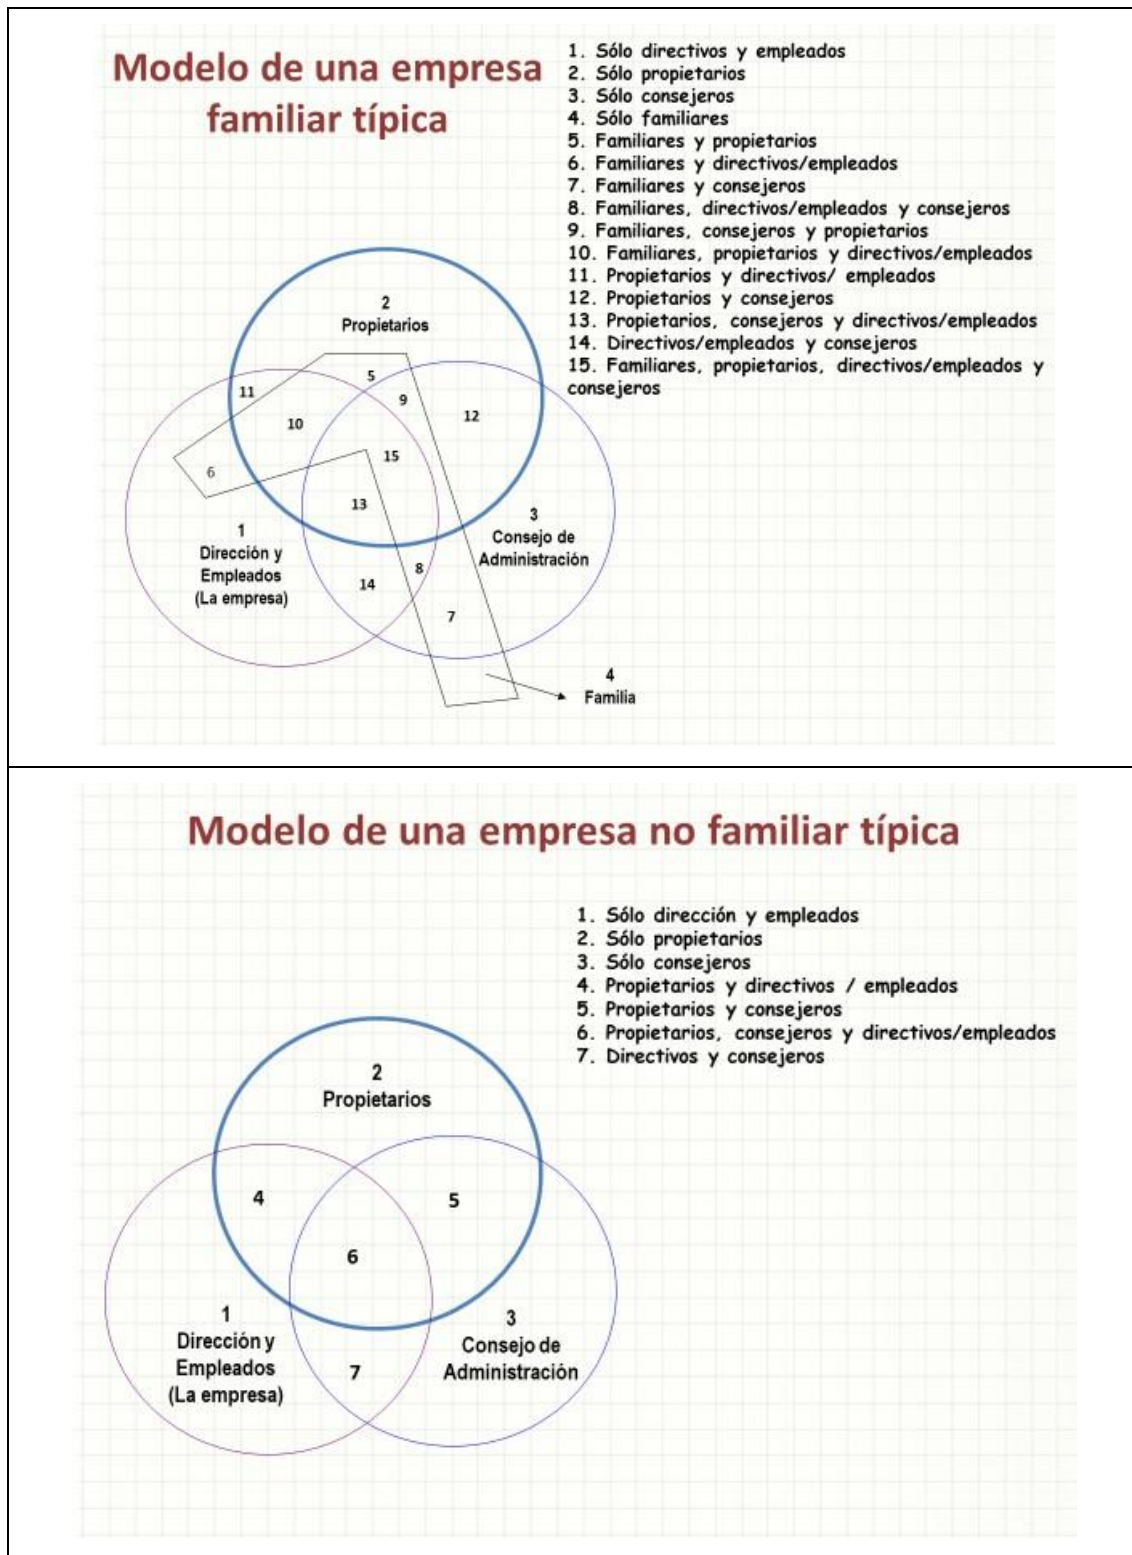 Modelo de una empresa
familiar típica
1. Sólo directivos y empleados
2. Sólo propietarios
3. Sólo consejeros
4. Sólo familiares
5. Familiares y propietarios
6. Familiares y directivos/empleados
7. Familiares y consejeros
8. Familiares, directivos/empleados y consejeros
9. Familiares, consejeros y propietarios
10. Familiares, propietarios y directivos/empleados
11. Propietarios y directivos/ empleados
12. Propietarios y consejeros
13. Propietarios, consejeros y directivos/empleados
14. Directivos/empleados y consejeros
15. Familiares, propietarios, directivos/empleados y
consejeros
2
Propietarios
5
11
9
12
10
15
6
13
3
Consejo de
Administración
1
Dirección y
Empleados
(La empresa)
8
14
7
4
Familia
Modelo de una empresa no familiar típica
1. Sólo dirección y empleados
2. Sólo propietarios
3. Sólo consejeros
4. Propietarios y directivos / empleados
5. Propietarios y consejeros
6. Propietarios, consejeros y directivos/empleados
7. Directivos y consejeros
2
Propietarios
4
5
6
1
Dirección y
Empleados
(La empresa)
3
Consejo de
Administración
7